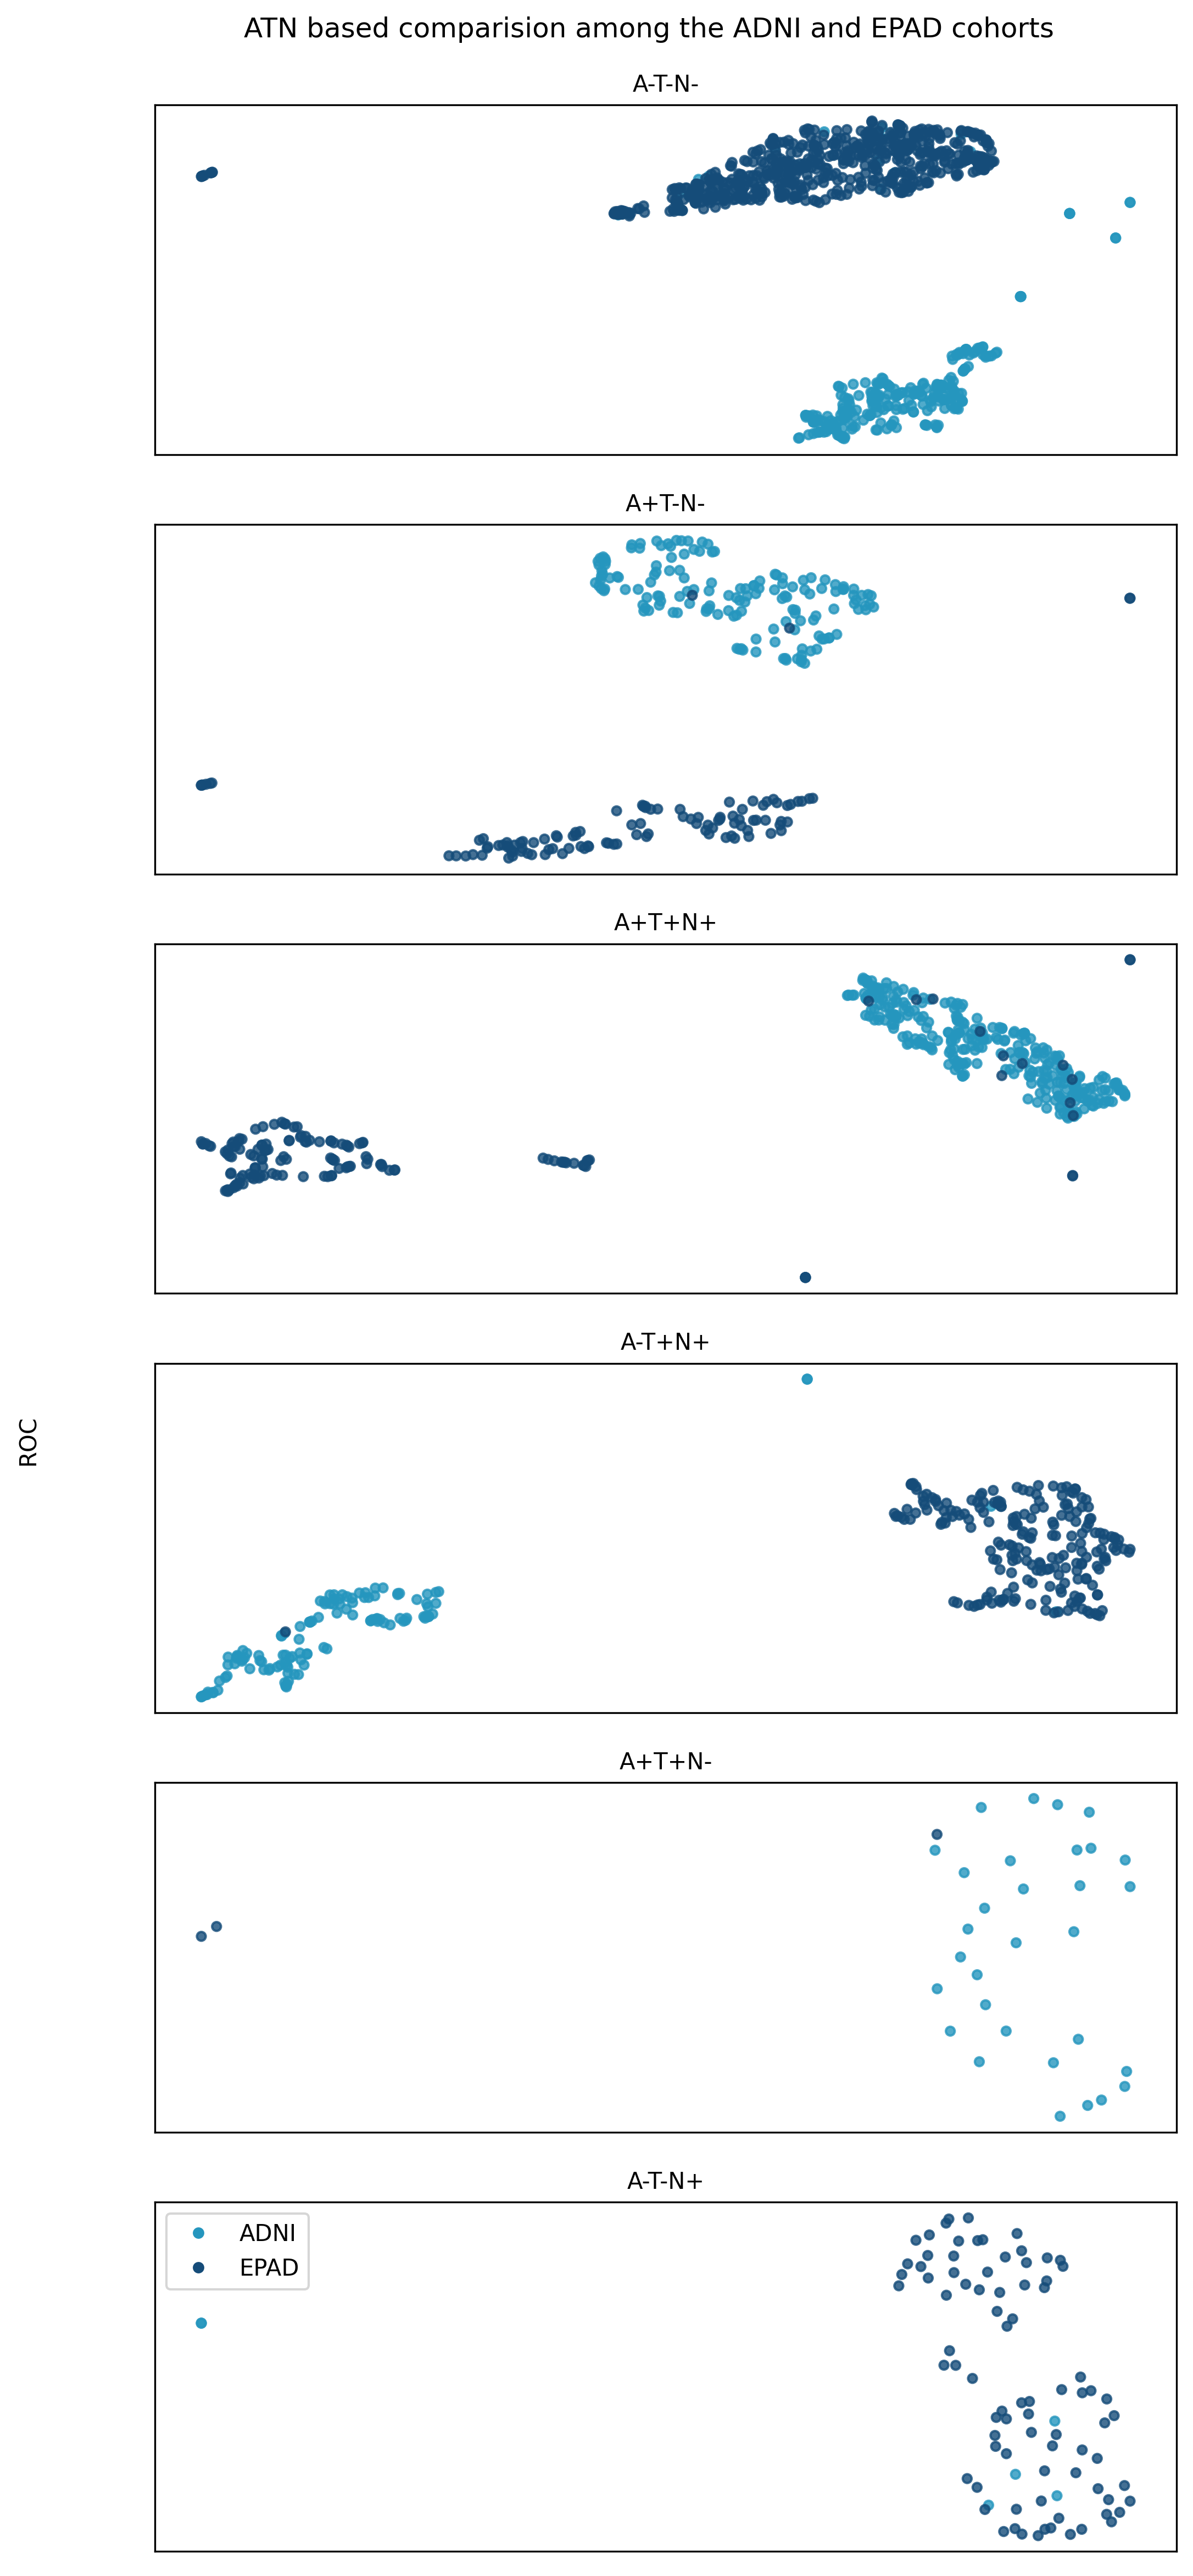 ATN based comparision among the ADNI and EPAD cohorts
A-T-N-
A+T-N-
A+T+N+
A-T+N+
ROC
A+T+N-
A-T-N+
ADNI
EPAD